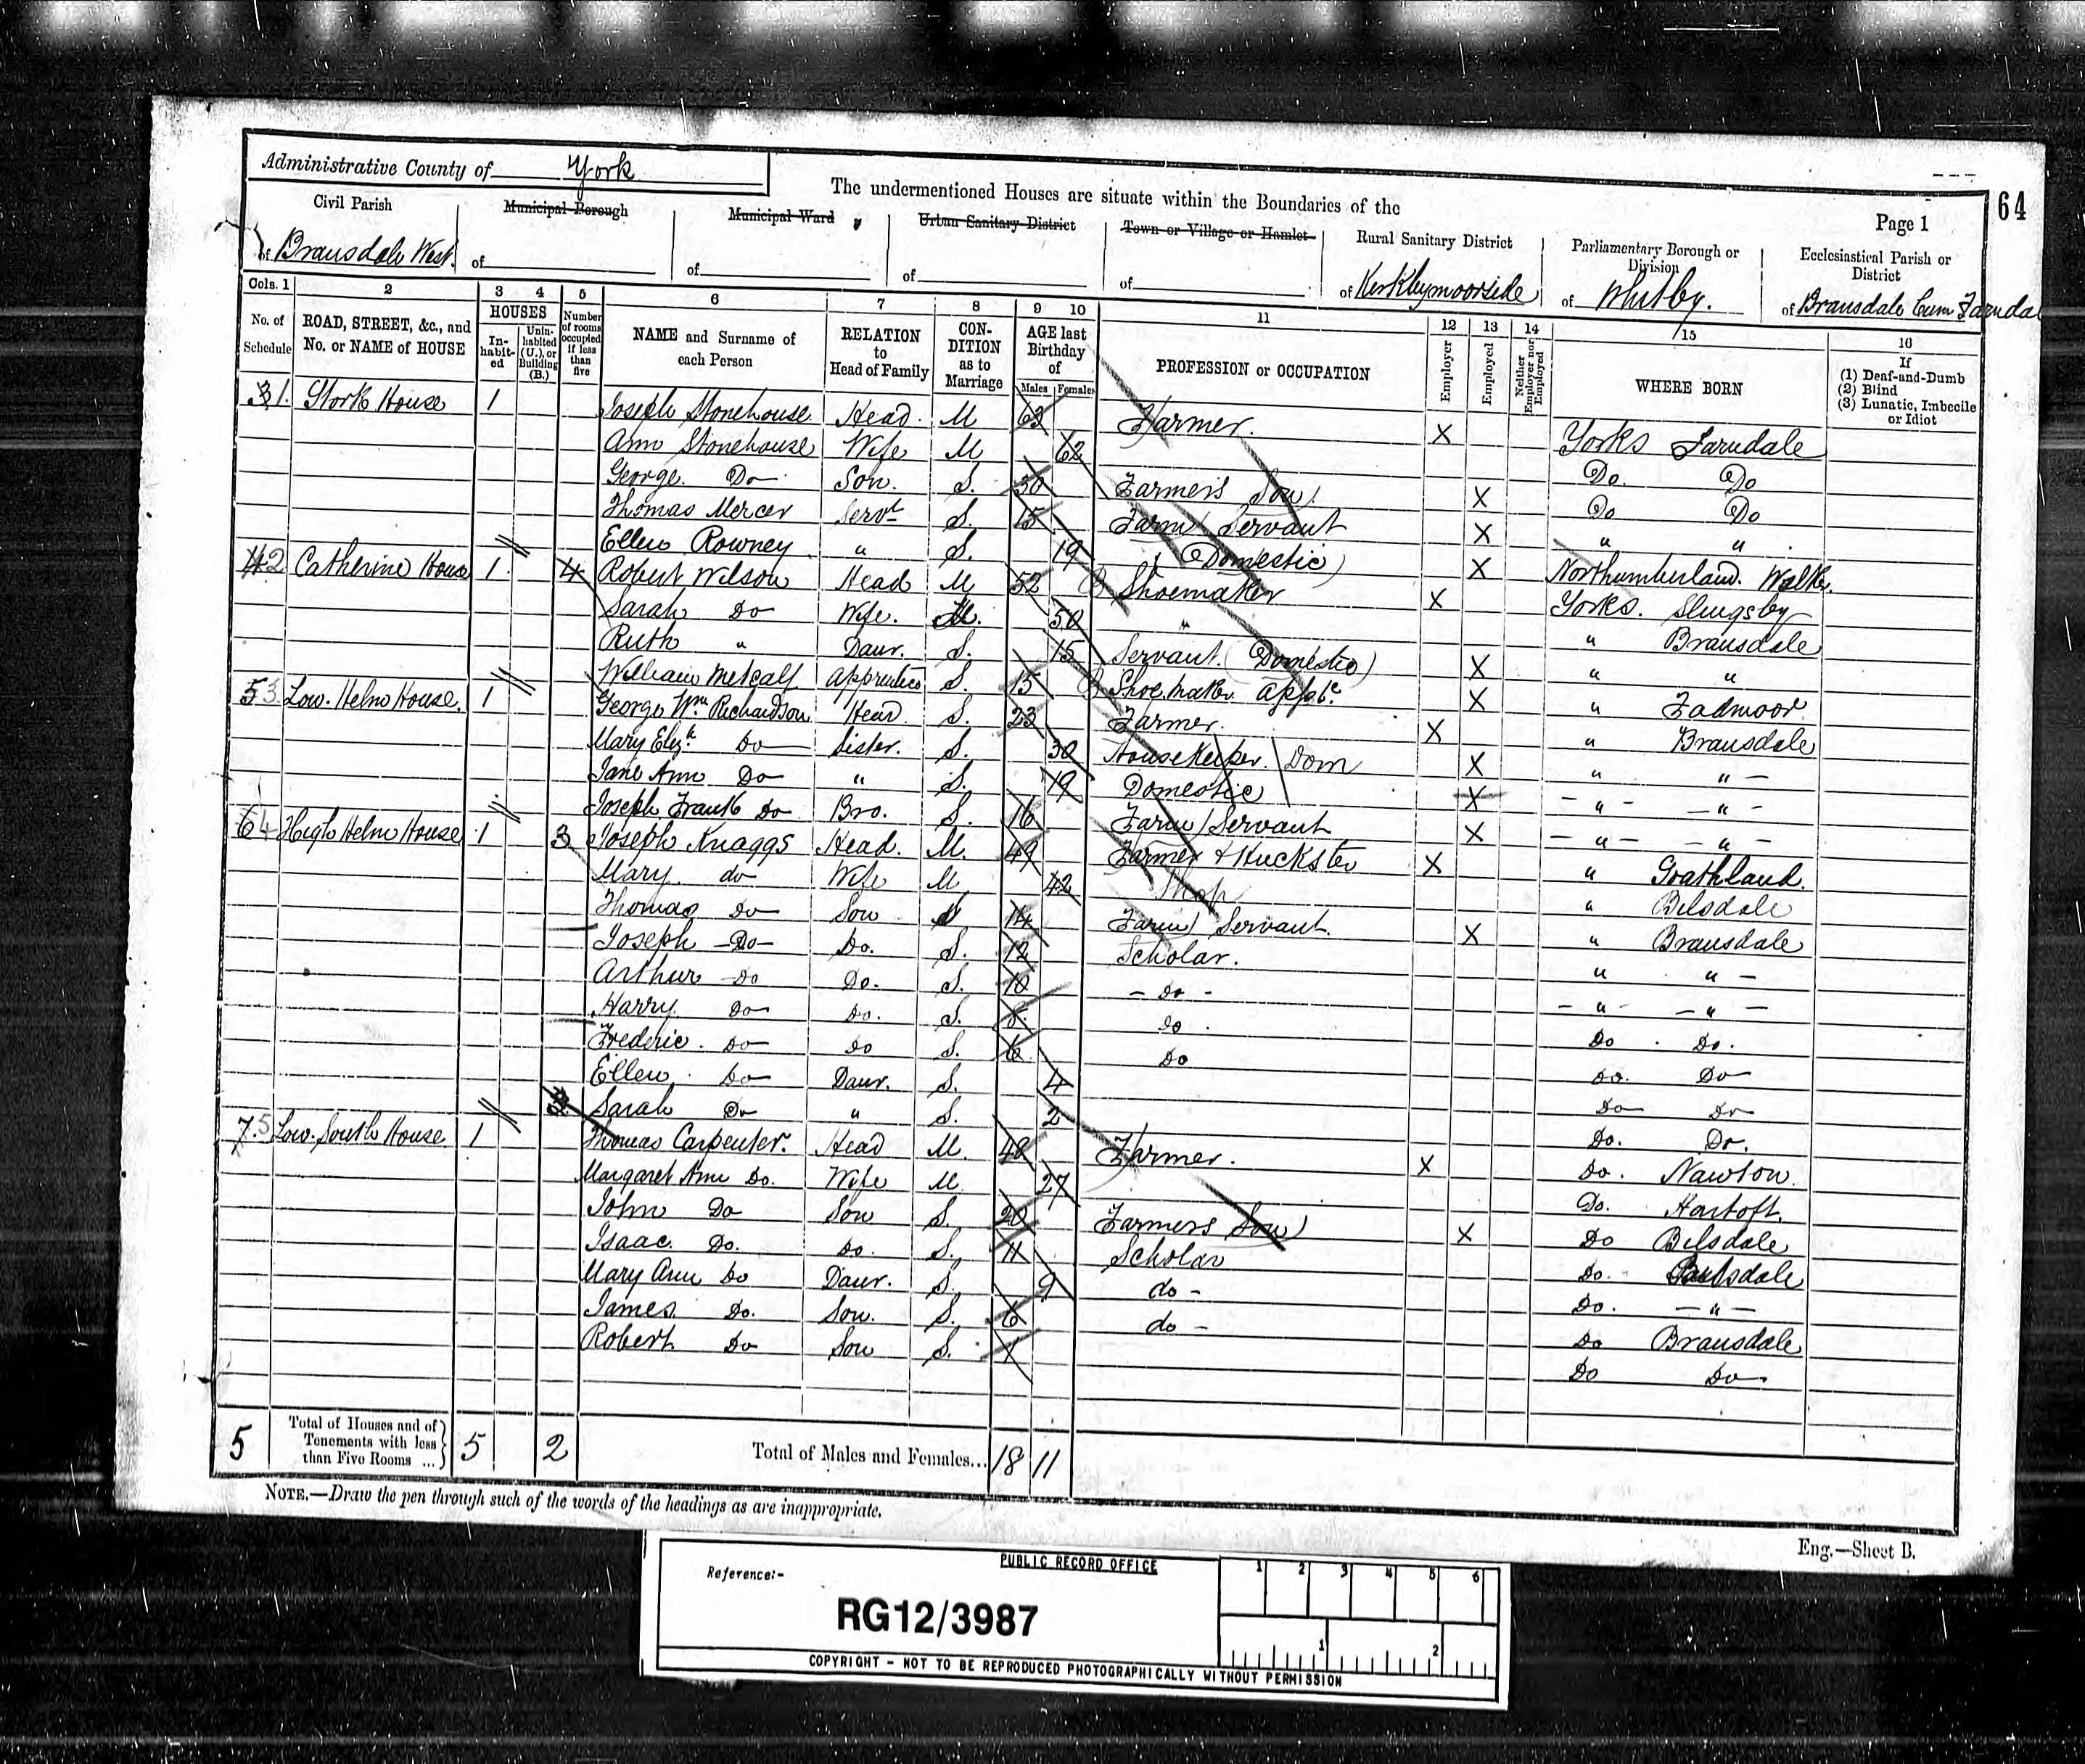 Administrative County of York
The undermentioned Houses are situate within the Boundaries of the
64
Page 1
Civil Parish of Bransdale West
Municipal Borough of
Municipal Ward of
Urban Sanitary District of
Town or Village or Hamlet of
Rural Sanitary District of Kirkbymoorside
Parliamentary Borough or Division of Whitby.
Ecclesiastical Parish or District of Bransdale Cum Farndal
Cols. 1 2 3 4 5 6 7 8 9 10 11 12 13 14 15 16
No. of Schedule
ROAD, STREET, &c., and No. or NAME of HOUSE
HOUSES
In-habit-ed
Unin-habited (U.), or Building (B.)
Number of rooms occupied if less than five
NAME and Surname of each Person
RELATION to Head of Family
CON-DITION as to Marriage
AGE last Birthday of
Males Females
PROFESSION or OCCUPATION
Employer
Employed
Neither Employer nor Employed
WHERE BORN
If (1) Deaf-and-Dumb (2) Blind (3) Lunatic, Imbecile or Idiot
31. Stork House 1 Joseph Stonehouse Head. M 63 Farmer. X Yorks Farndale
Ann Stonehouse Wife M 62 Do. Do
George. Do Son. S. 30 Farmers Son X Do Do
Thomas Mercer Servt S. 15 Farm Servant X " "
Ellen Rowney " S. 19 " (Domestic) X Northumberland. Walker.
42 Catherine House 1 4 Robert Wilson Head M 52 Shoemaker X Yorks. Slingsby
Sarah Do Wife. M. 50 " " Bransdale
Ruth " Daur. S. 15 Servant (Domestic) X " "
William Metcalf Apprentice S. 15 Shoemaker Appte. X " Fadmoor
53 Low. Helm House. 1 George Wm Richardson Head S. 23 Farmer. X " Bransdale
Mary Elizh. Do Sister. S. 30 Housekeeper. Dom X " "
Jane Ann Do " S. 19 Domestic X " "
Joseph Frank Do Bro. S. 16 Farm Servant X " "
64 High Helm House 1 3 Joseph Knaggs Head. M. 49 Farmer & Huckster X " Goathland.
Mary. do Wife M 42 Shop " Bilsdale
Thomas Do Son S 14 Farm Servant. X " Bransdale
Joseph Do Do. S. 12 Scholar. " "
Arthur Do Do. S. 10 Do " "
Harry. Do Do. S. 8 Do. Do Do.
Frederic. Do Do S. 6 Do Do. Do
Ellen Do Daur. S. 4 Do Do
Sarah Do " S. 2 Do. Do.
75 Low. South House 1 Thomas Carpenter. Head M. 48 Farmer. X Do. Nawton.
Margaret Ann Do. Wife M. 27 Do. Hartoft.
John Do Son S. 20 Farmers Son X Do Bilsdale
Isaac. Do. Do. S. 11 Scholar Do.
Mary Ann Do Daur. S. 9 do - Do. "
James Do. Son. S. 6 do - Do Bransdale
Robert Do Son S. 1 Do Do
5 Total of Houses and of Tenements with less than Five Rooms ... 5 2 Total of Males and Females... 18 11
NOTE.—Draw the pen through such of the words of the headings as are inappropriate.
Eng.—Sheet B.
PUBLIC RECORD OFFICE
Reference:-
RG12/3987
1 2 3 4 5 6
1 2
COPYRIGHT - NOT TO BE REPRODUCED PHOTOGRAPHICALLY WITHOUT PERMISSION